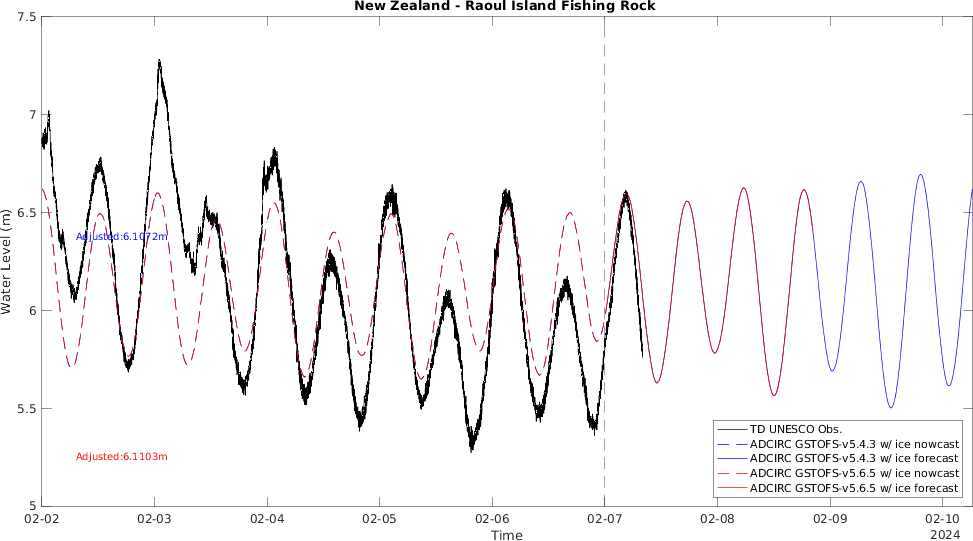 New Zealand - Raoul Island Fishing Rock
7.5
7
6.5
6
5.5
5
Water Level (m)
Adjusted:6.1072m
Adjusted:6.1103m
TD UNESCO Obs.
ADCIRC GSTOFS-v5.4.3 w/ ice nowcast
ADCIRC GSTOFS-v5.4.3 w/ ice forecast
ADCIRC GSTOFS-v5.6.5 w/ ice nowcast
ADCIRC GSTOFS-v5.6.5 w/ ice forecast
02-02 02-03 02-04 02-05 02-06 02-07 02-08 02-09 02-10
Time
2024